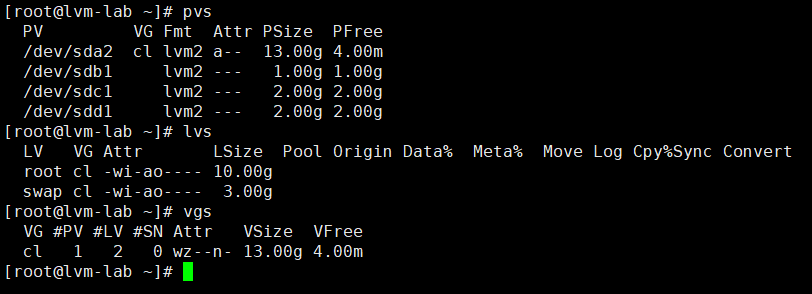 [root@lvm-lab ~]# pvs
  PV         VG Fmt  Attr PSize  PFree
  /dev/sda2  cl lvm2 a--  13.00g 4.00m
  /dev/sdb1     lvm2 ---   1.00g 1.00g
  /dev/sdc1     lvm2 ---   2.00g 2.00g
  /dev/sdd1     lvm2 ---   2.00g 2.00g
[root@lvm-lab ~]# lvs
  LV   VG Attr       LSize  Pool Origin Data%  Meta%  Move Log Cpy%Sync Convert
  root cl -wi-ao---- 10.00g
  swap cl -wi-ao----  3.00g
[root@lvm-lab ~]# vgs
  VG #PV #LV #SN Attr   VSize  VFree
  cl   1   2   0 wz--n- 13.00g 4.00m
[root@lvm-lab ~]#